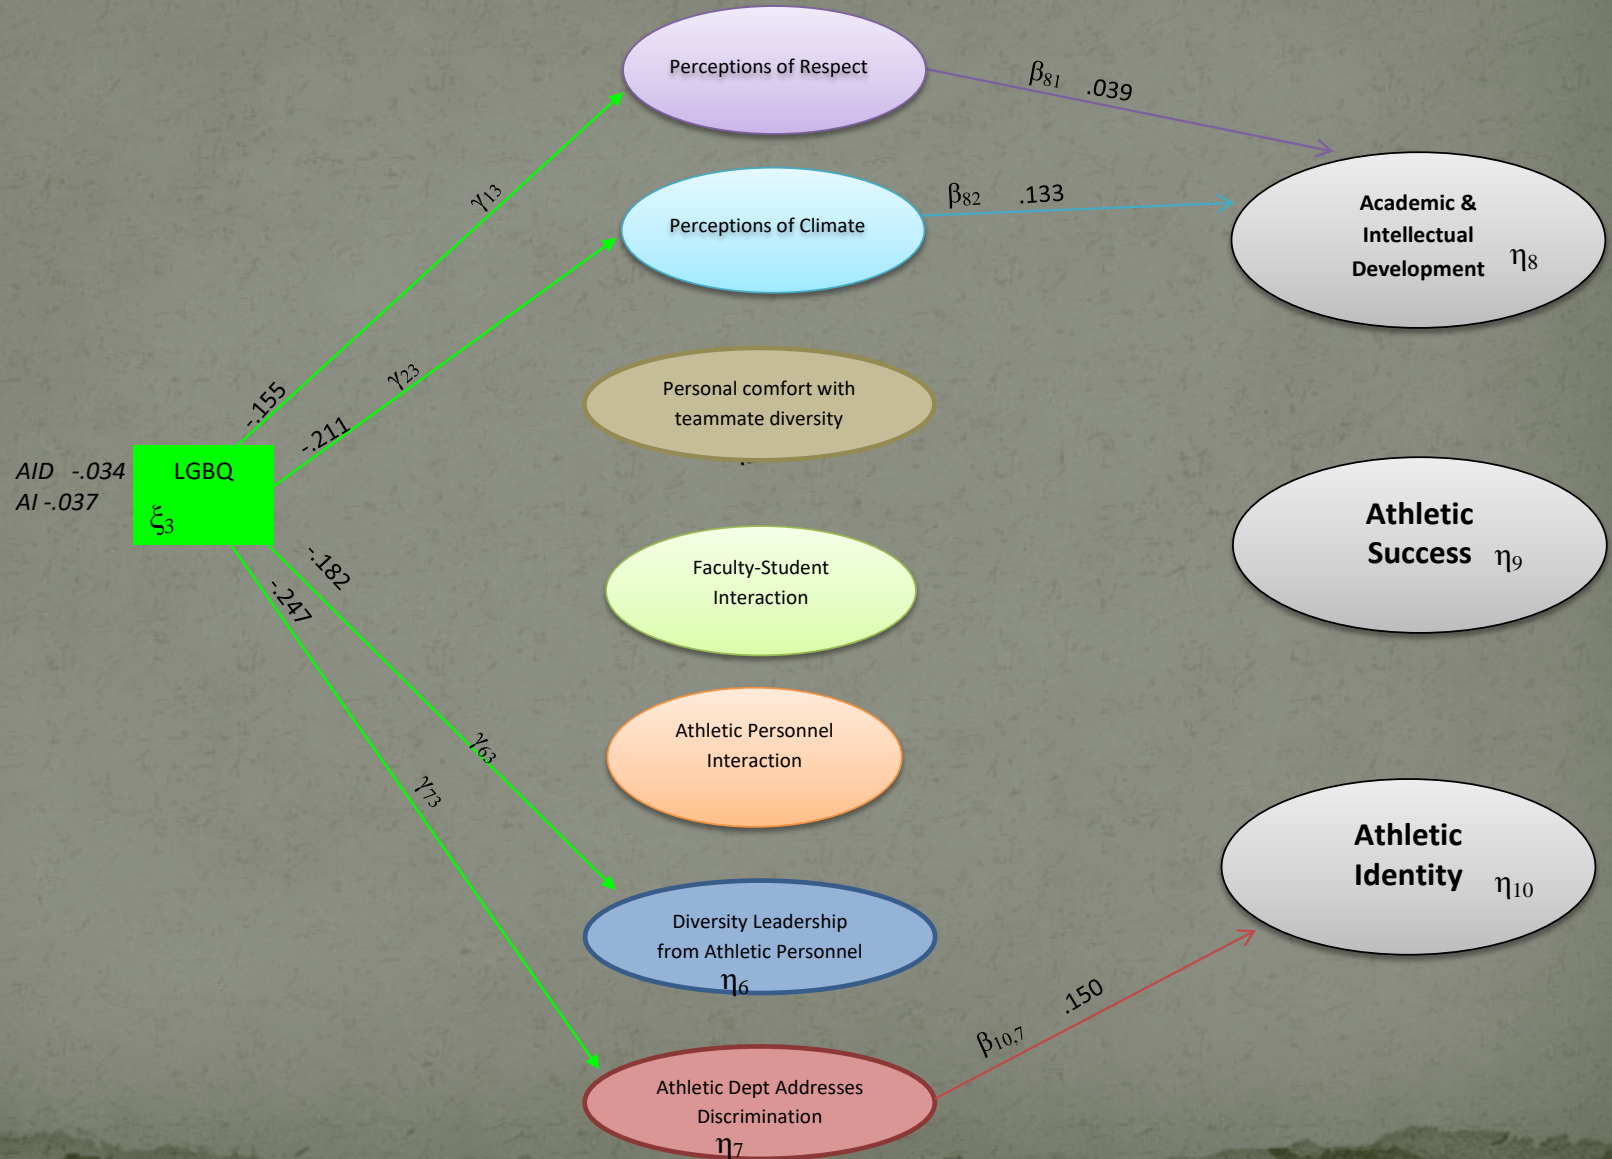 Perceptions of Respect
β81 .039
γ13
Perceptions of Climate
β82 .133
Academic &
Intellectual
Development η8
γ23
-.155
-.211
Personal comfort with
teammate diversity
AID -.034
AI -.037
LGBQ
ξ3
Athletic
Success η9
-.182
-.247
Faculty-Student
Interaction
Athletic Personnel
Interaction
γ63
γ73
Athletic
Identity η10
Diversity Leadership
from Athletic Personnel
η6
β10,7 .150
Athletic Dept Addresses
Discrimination
η7